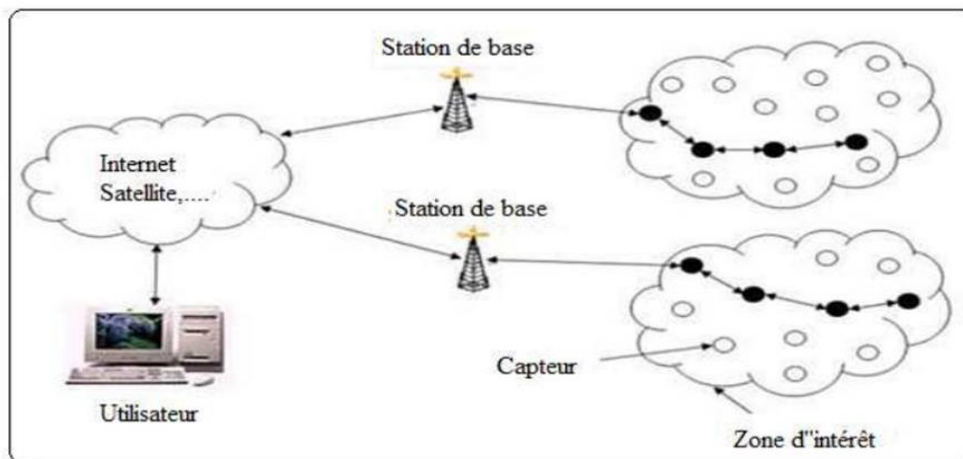 Station de base
Internet
Satellite,....
Station de base
Capteur
Utilisateur
Zone d"intérêt